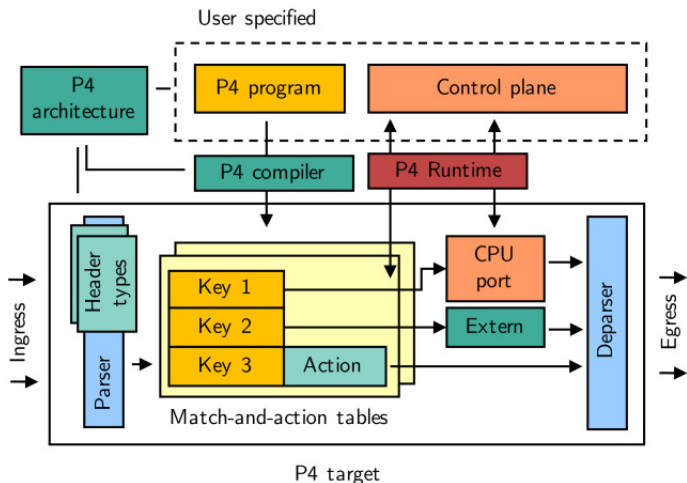 User specified
P4
architecture
P4 program
Control plane
P4 compiler
P4 Runtime
Ingress
Header
types
Parser
Key 1
Key 2
Key 3
Action
Match-and-action tables
CPU
port
Extern
Deparser
Egress
P4 target